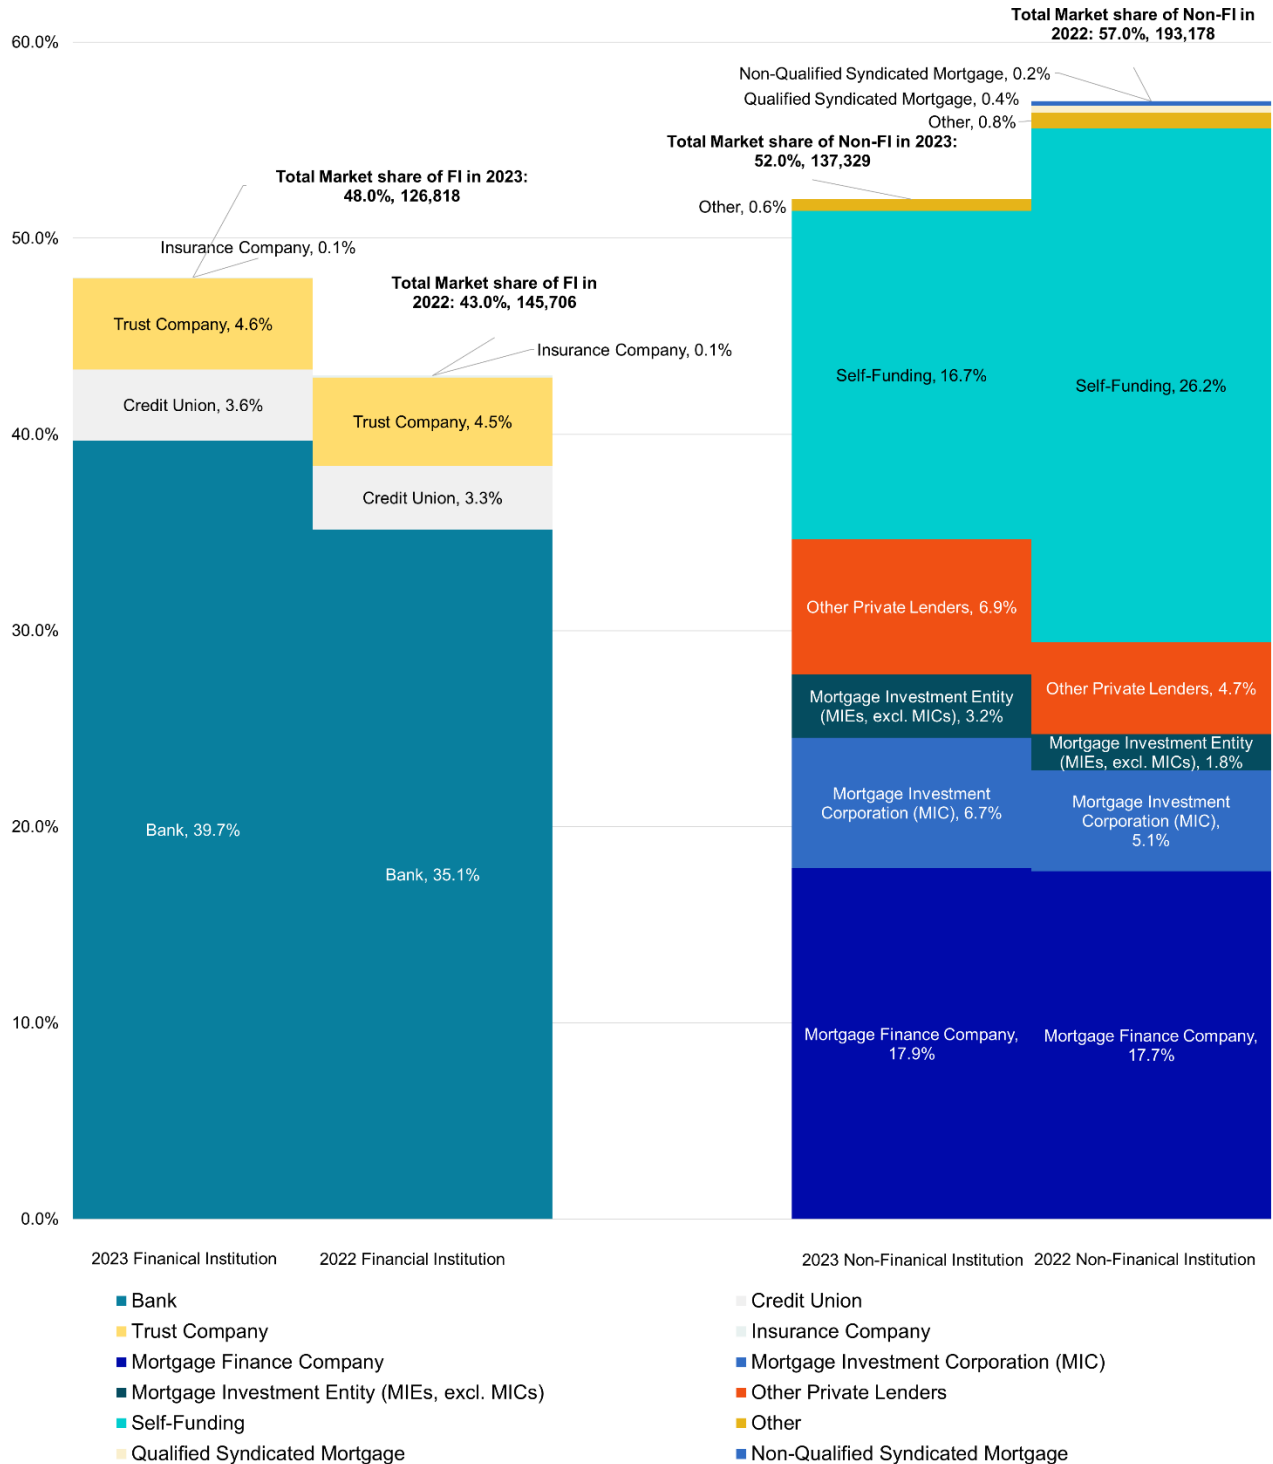 Total Market share of Non-FI in
2022: 57.0%, 193,178
60.0%
Non-Qualified Syndicated Mortgage, 0.2%
Qualified Syndicated Mortgage, 0.4%
Other, 0.8%
Total Market share of Non-FI in 2023:
52.0%, 137,329
Total Market share of FI in 2023:
48.0%, 126,818
Other, 0.6%
50.0%
Insurance Company, 0.1%
Total Market share of FI in
2022: 43.0%, 145,706
Trust Company, 4.6%
Insurance Company, 0.1%
Self-Funding, 16.7%
Self-Funding, 26.2%
Credit Union, 3.6%
Trust Company, 4.5%
40.0%
Credit Union, 3.3%
30.0%
Other Private Lenders, 6.9%
Other Private Lenders, 4.7%
Mortgage Investment Entity
(MIEs, excl. MICs), 3.2%
Mortgage Investment Entity
(MIEs, excl. MICs), 1.8%
Mortgage Investment
Corporation (MIC), 6.7%
Mortgage Investment
Corporation (MIC),
5.1%
20.0%
Bank, 39.7%
Bank, 35.1%
10.0%
Mortgage Finance Company,
17.9%
Mortgage Finance Company,
17.7%
0.0%
2023 Finanical Institution
2022 Financial Institution
2023 Non-Finanical Institution
2022 Non-Finanical Institution
Bank
Credit Union
Trust Company
Insurance Company
Mortgage Finance Company
Mortgage Investment Corporation (MIC)
Mortgage Investment Entity (MIEs, excl. MICs)
Other Private Lenders
Self-Funding
Other
Qualified Syndicated Mortgage
Non-Qualified Syndicated Mortgage